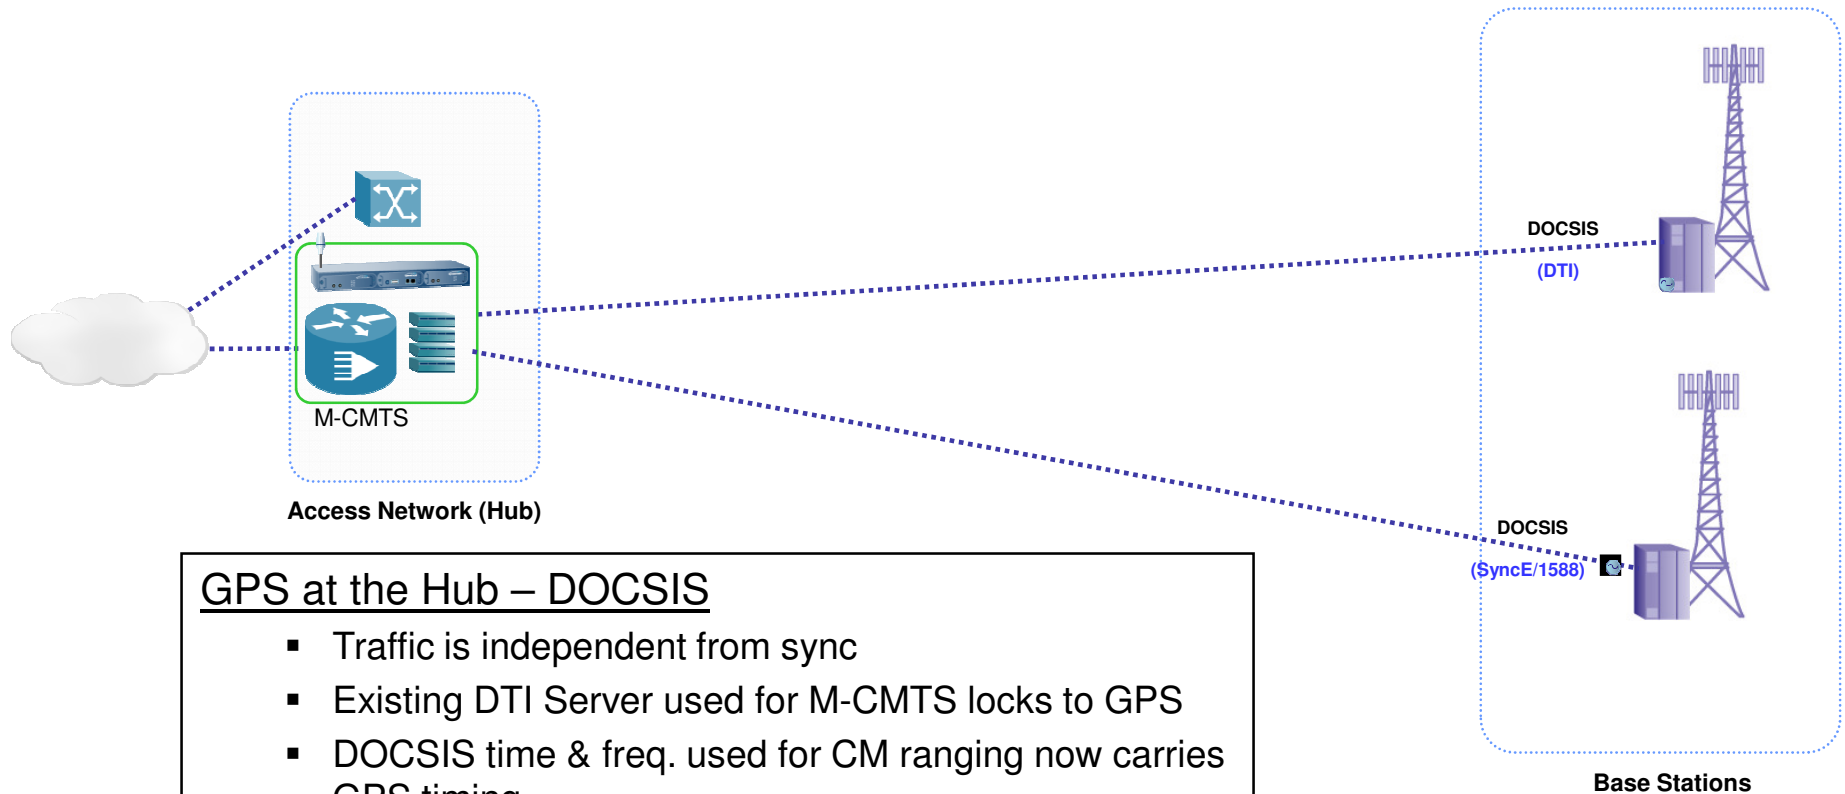 DOCSIS
(DTI)
M-CMTS
Access Network (Hub)
DOCSIS
(SyncE/1588)
GPS at the Hub – DOCSIS
▪ Traffic is independent from sync
▪ Existing DTI Server used for M-CMTS locks to GPS
▪ DOCSIS time & freq. used for CM ranging now carries
GPS timing
Base Stations